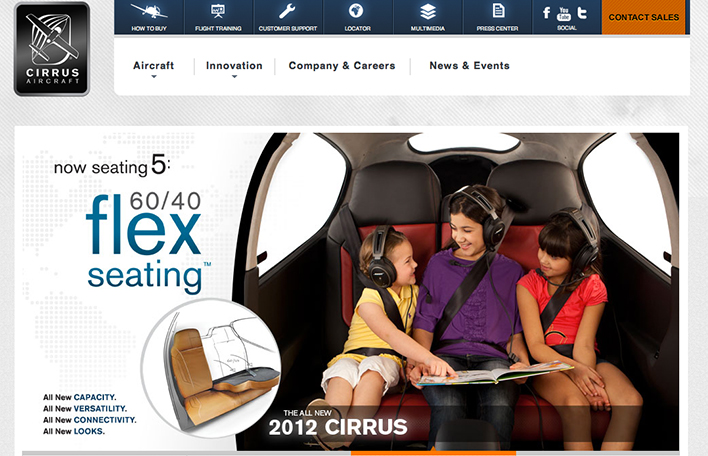 CIRRUS
AIRCRAFT
HOW TO BUY
FLIGHT TRAINING
CUSTOMER SUPPORT
LOCATOR
MULTIMEDIA
PRESS CENTER
f You Tube t
SOCIAL
CONTACT SALES
Aircraft
Innovation
Company & Careers
News & Events
now seating 5:
60/40
flex
seating™
All New CAPACITY.
All New VERSATILITY.
All New CONNECTIVITY.
All New LOOKS.
THE ALL NEW
2012 CIRRUS